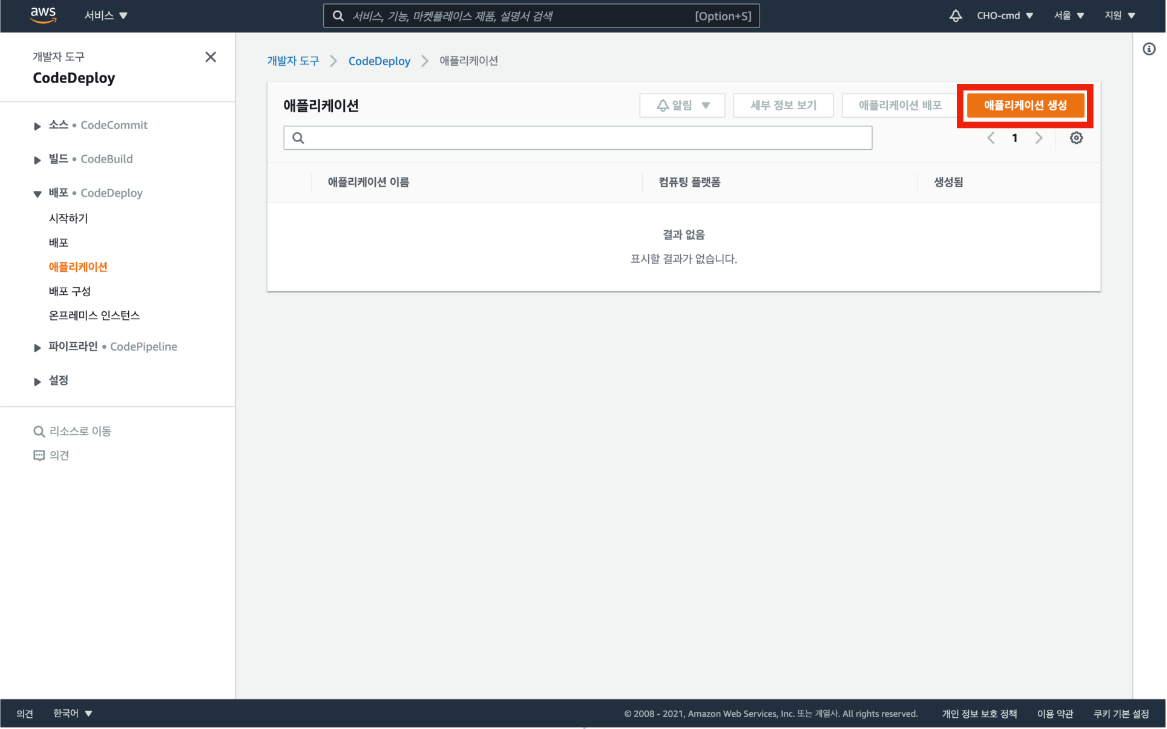 aws 서비스 ▼ 서비스, 기능, 마켓플레이스 제품, 설명서 검색 [Option+S] CHO-cmd ▼ 서울 ▼ 지원 ▼
개발자 도구
CodeDeploy
소스 • CodeCommit
빌드 • CodeBuild
배포 • CodeDeploy
시작하기
배포
애플리케이션
배포 구성
온프레미스 인스턴스
파이프라인 • CodePipeline
설정
리소스로 이동
의견
개발자 도구 > CodeDeploy > 애플리케이션
애플리케이션 알림 ▼ 세부 정보 보기 애플리케이션 배포 애플리케이션 생성
< 1 >
애플리케이션 이름 컴퓨팅 플랫폼 생성됨
결과 없음
표시할 결과가 없습니다.
의견 한국어 ▼ © 2008 - 2021, Amazon Web Services, Inc. 또는 계열사. All rights reserved. 개인 정보 보호 정책 이용 약관 쿠키 기본 설정